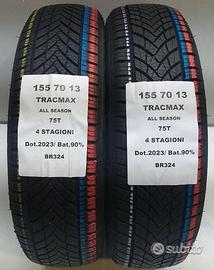 155 70 13
TRACMAX
ALL SEASON
75T
4 STAGIONI
Dot.2023/ Bat.90%
BR324
155 70 13
TRACMAX
ALL SEASON
75T
4 STAGIONI
Dot.2023/ Bat.90%
BR324
subito